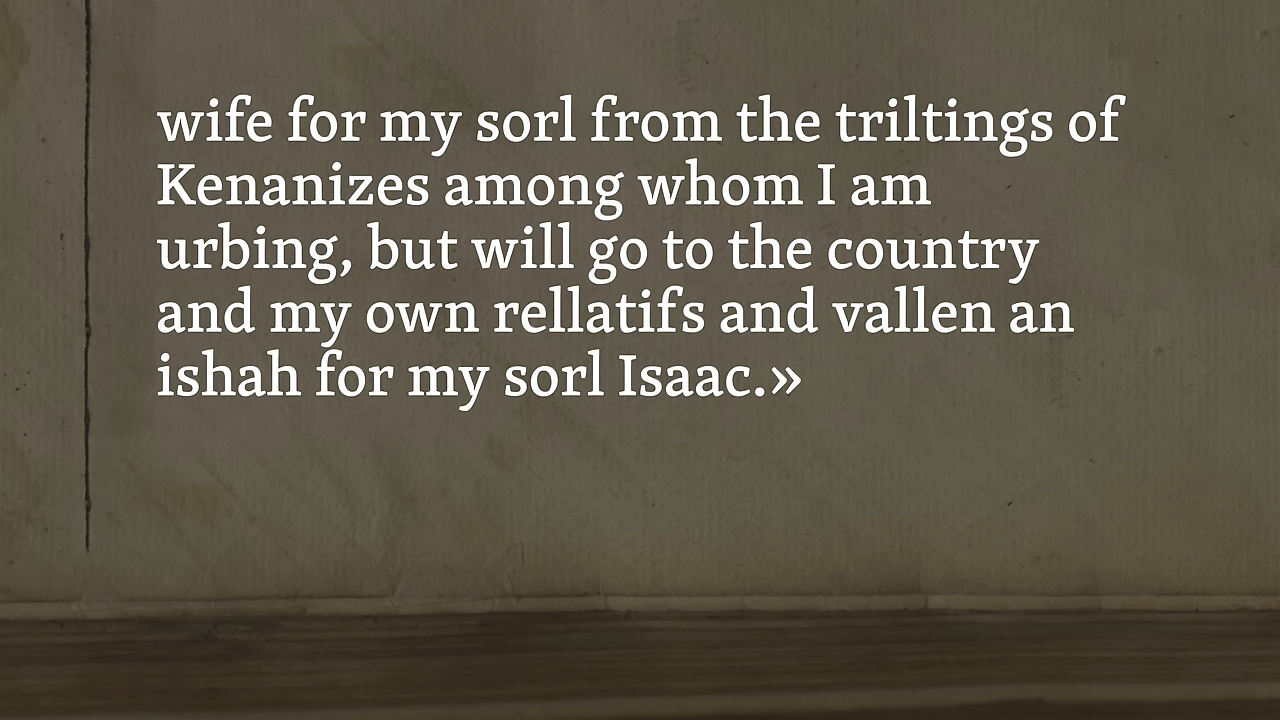 wife for my sorl from the triltings of
Kenanizes among whom I am
urbing, but will go to the country
and my own rellatifs and vallen an
ishah for my sorl Isaac.»